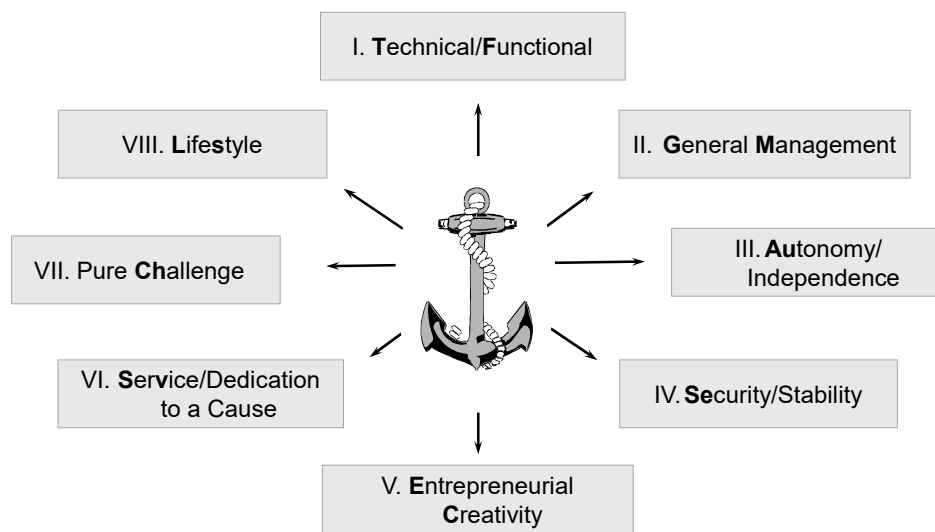 I. Technical/Functional
VIII. Lifestyle
II. General Management
VII. Pure Challenge
III. Autonomy/
Independence
VI. Service/Dedication
to a Cause
IV. Security/Stability
V. Entrepreneurial
Creativity